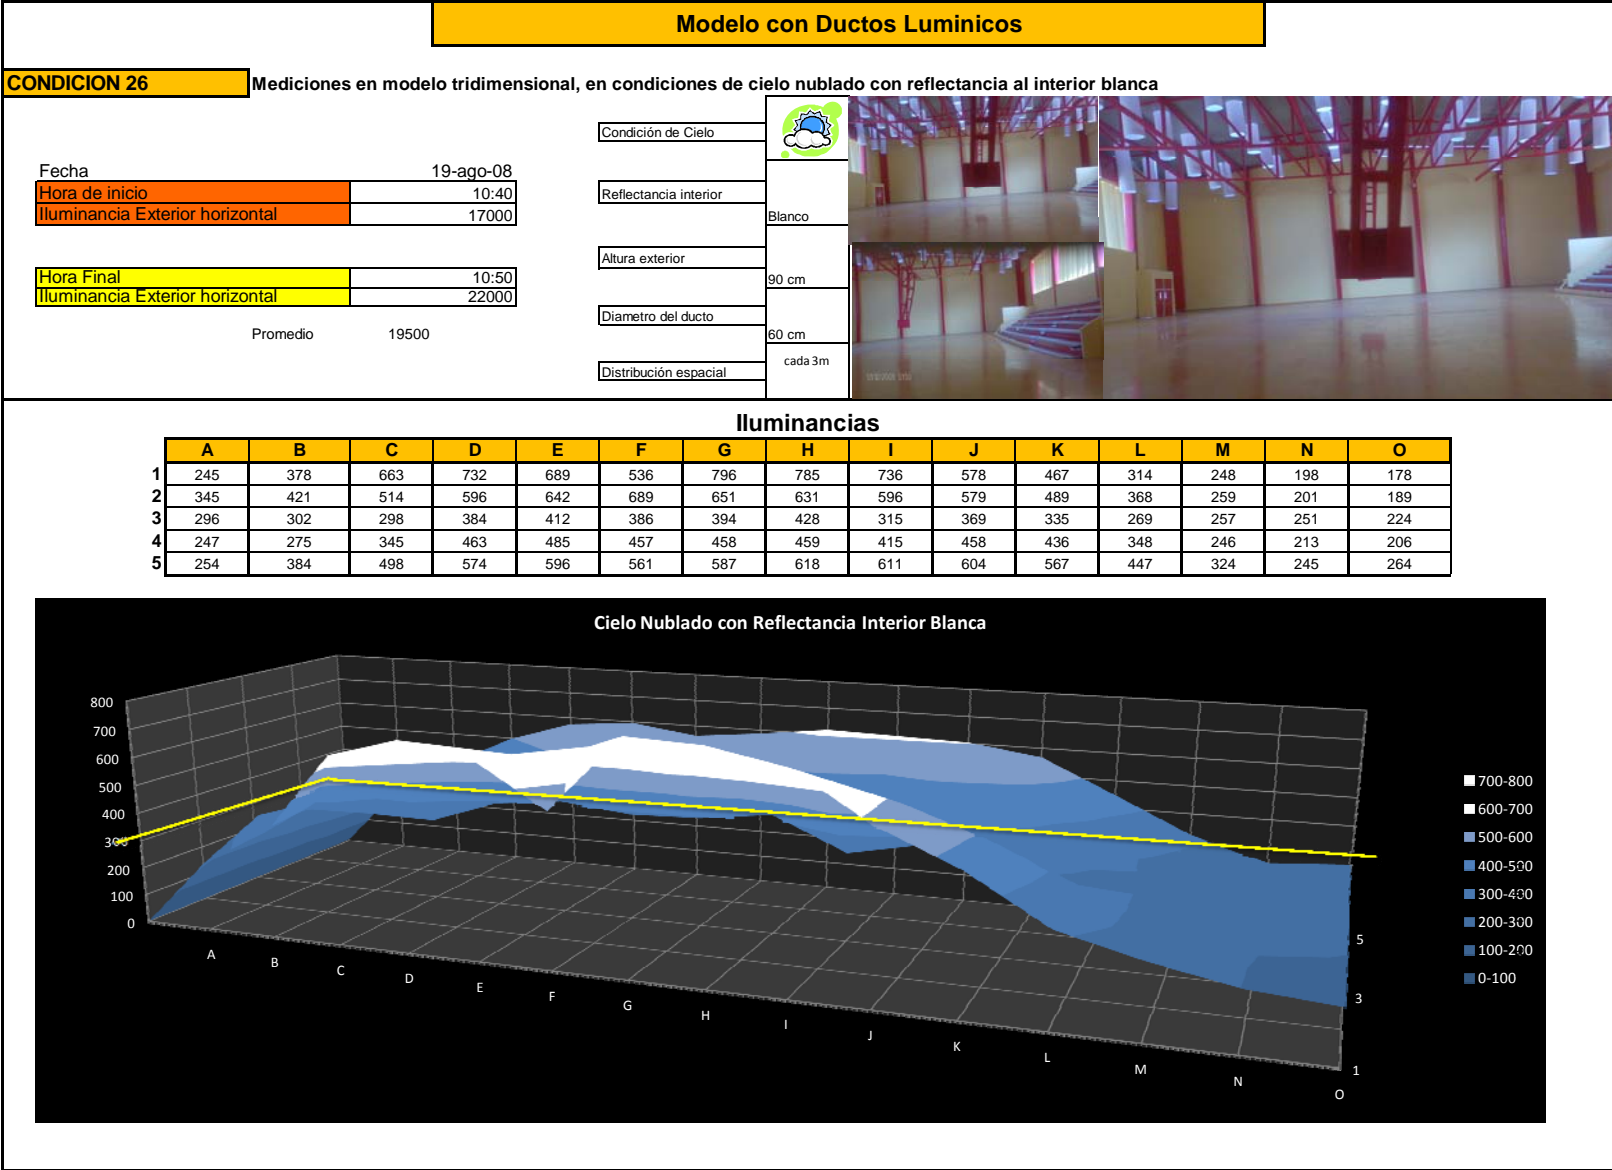 Modelo con Ductos Luminicos
CONDICION 26 Mediciones en modelo tridimensional, en condiciones de cielo nublado con reflectancia al interior blanca
Condición de Cielo
Fecha 19-ago-08
Hora de inicio 10:40
Iluminancia Exterior horizontal 17000
Reflectancia interior
Blanco
Altura exterior
90 cm
Hora Final 10:50
Iluminancia Exterior horizontal 22000
Diametro del ducto
60 cm
Promedio 19500
cada 3m
Distribución espacial
Iluminancias
A B C D E F G H I J K L M N O
1 245 378 663 732 689 536 796 785 736 578 467 314 248 198 178
2 345 421 514 596 642 689 651 631 596 579 489 368 259 201 189
3 296 302 298 384 412 386 394 428 315 369 335 269 257 251 224
4 247 275 345 463 485 457 458 459 415 458 436 348 246 213 206
5 254 384 498 574 596 561 587 618 611 604 567 447 324 245 264
Cielo Nublado con Reflectancia Interior Blanca
800
700
600
500
400
300
200
100
0
A B C D E F G H I J K L M N O
5
3
1
700-800
600-700
500-600
400-500
300-400
200-300
100-200
0-100